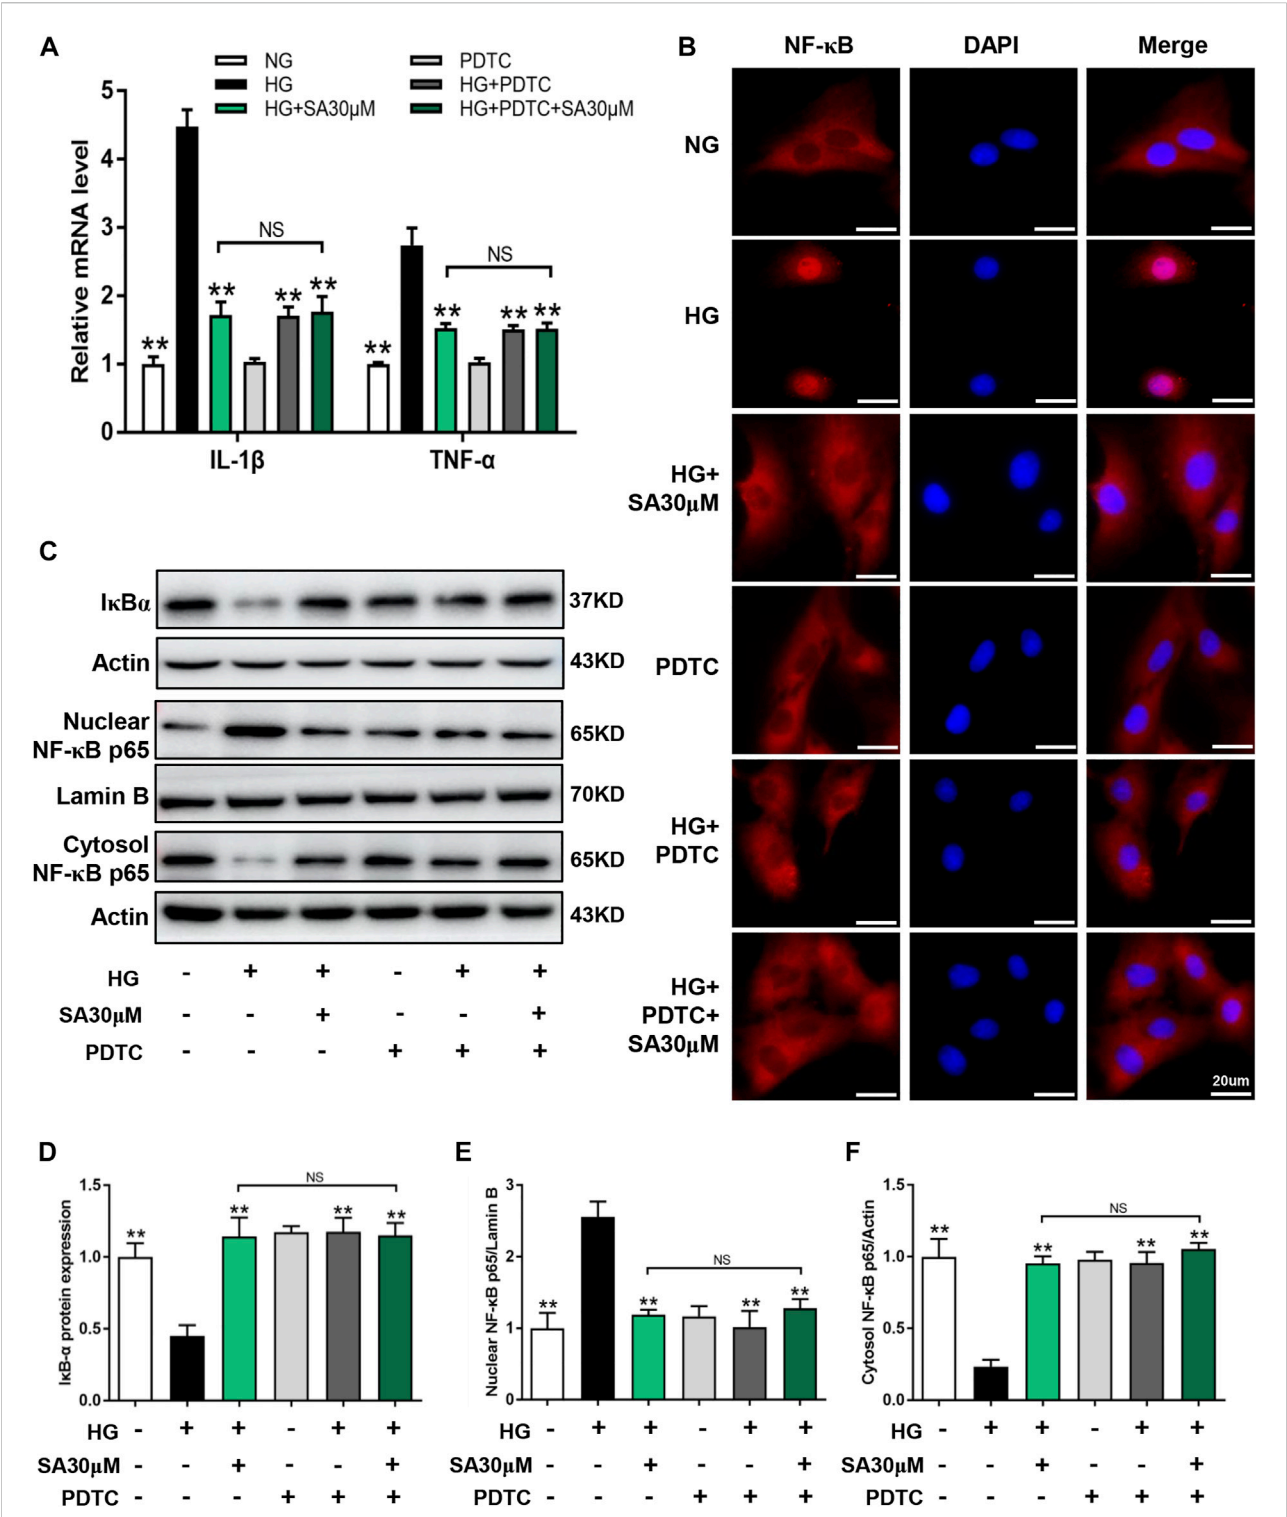 A
NG
HG
HG+SA30μM
PDTC
HG+PDTC
HG+PDTC+SA30μM
Relative mRNA level
5
4
3
2
1
0
NS
NS
** ** ** **
** ** ** **
IL-1β TNF-α
B
NF-κB DAPI Merge
NG
HG
HG+
SA30μM
PDTC
HG+
PDTC
HG+
PDTC+
SA30μM
20um
C
IκBα 37KD
Actin 43KD
Nuclear
NF-κB p65 65KD
Lamin B 70KD
Cytosol
NF-κB p65 65KD
Actin 43KD
HG - + + - + +
SA30μM - - + - - +
PDTC - - - + + +
D
IκB-α protein expression
1.5
1.0
0.5
0.0
NS
** ** ** **
HG - + + - + +
SA30μM - - + - - +
PDTC - - - + + +
E
Nuclear NF-κB p65/Lamin B
3
2
1
0
NS
** ** ** **
HG - + + - + +
SA30μM - - + - - +
PDTC - - - + + +
F
Cytosol NF-κB p65/Actin
1.5
1.0
0.5
0.0
NS
** ** ** **
HG - + + - + +
SA30μM - - + - - +
PDTC - - - + + +